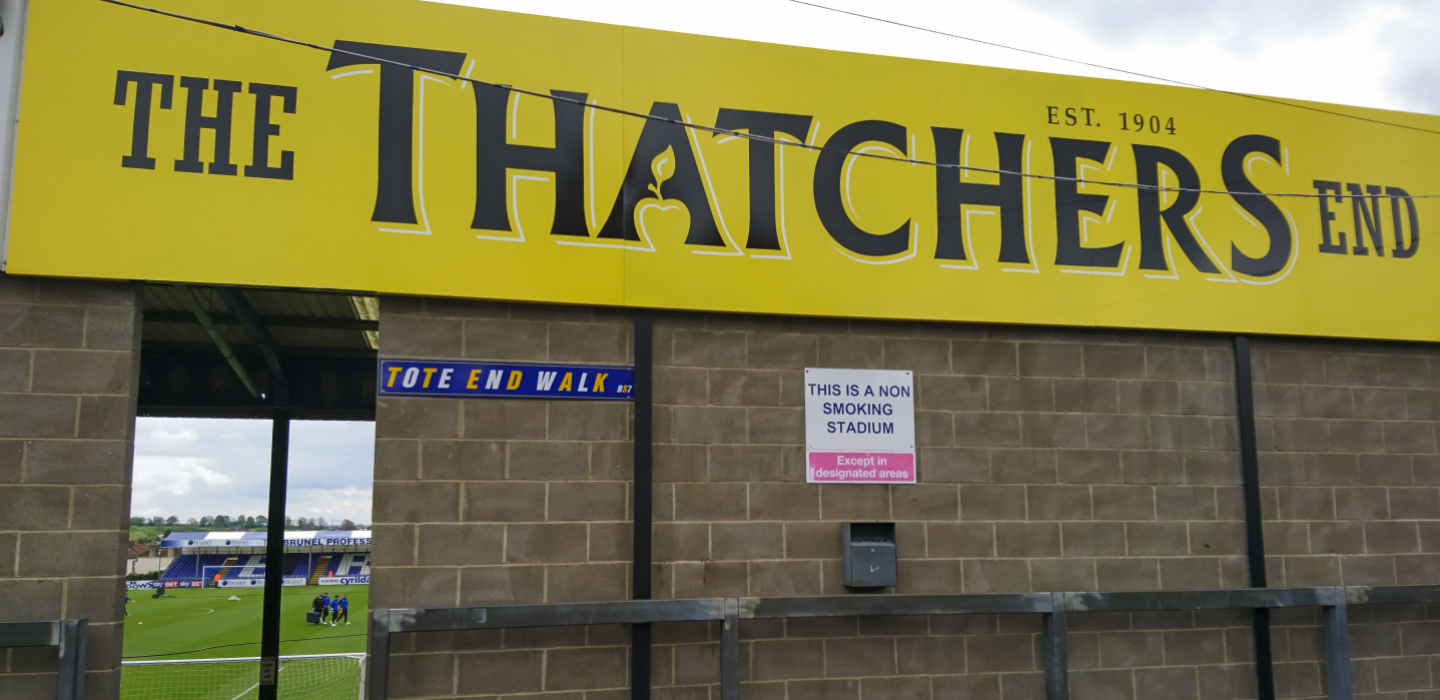 EST. 1904
THE THATCHERS END
TOTE END WALK BS7
THIS IS A NON
SMOKING
STADIUM
Except in
designated areas
BRUNEL PROFESS